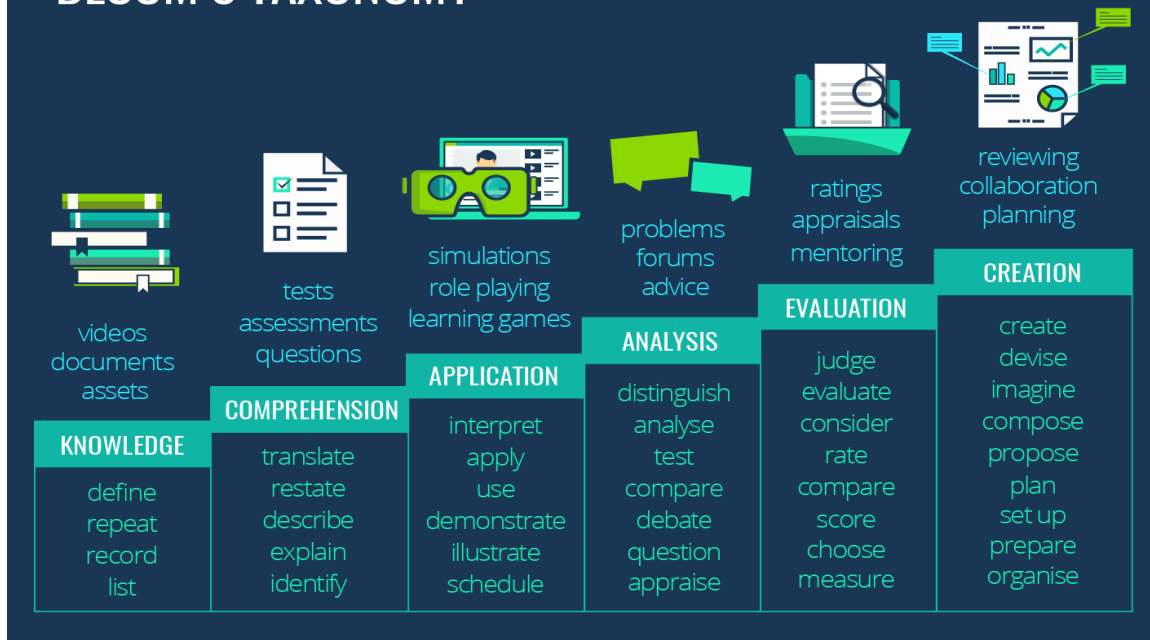 BLOOM'S TAXONOMY
reviewing
collaboration
planning
ratings
appraisals
mentoring
problems
forums
advice
simulations
role playing
learning games
tests
assessments
questions
videos
documents
assets
KNOWLEDGE
define
repeat
record
list
COMPREHENSION
translate
restate
describe
explain
identify
APPLICATION
interpret
apply
use
demonstrate
illustrate
schedule
ANALYSIS
distinguish
analyse
test
compare
debate
question
appraise
EVALUATION
judge
evaluate
consider
rate
compare
score
choose
measure
CREATION
create
devise
imagine
compose
propose
plan
set up
prepare
organise